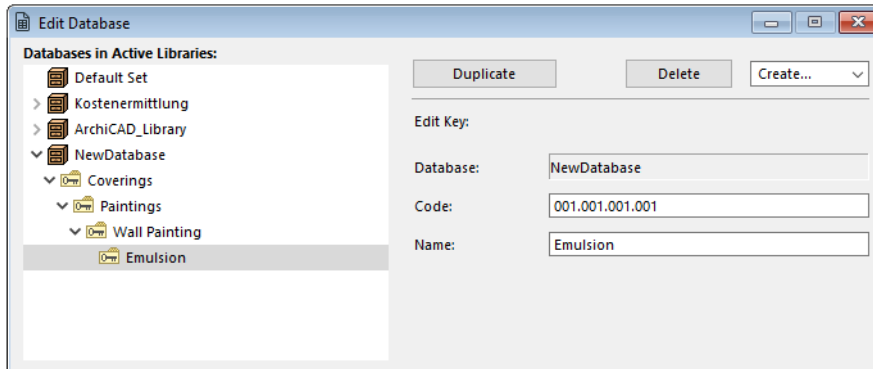 Edit Database
Databases in Active Libraries:
Default Set
Kostenermittlung
ArchiCAD_Library
NewDatabase
Coverings
Paintings
Wall Painting
Emulsion
Duplicate Delete Create...
Edit Key:
Database: NewDatabase
Code: 001.001.001.001
Name: Emulsion